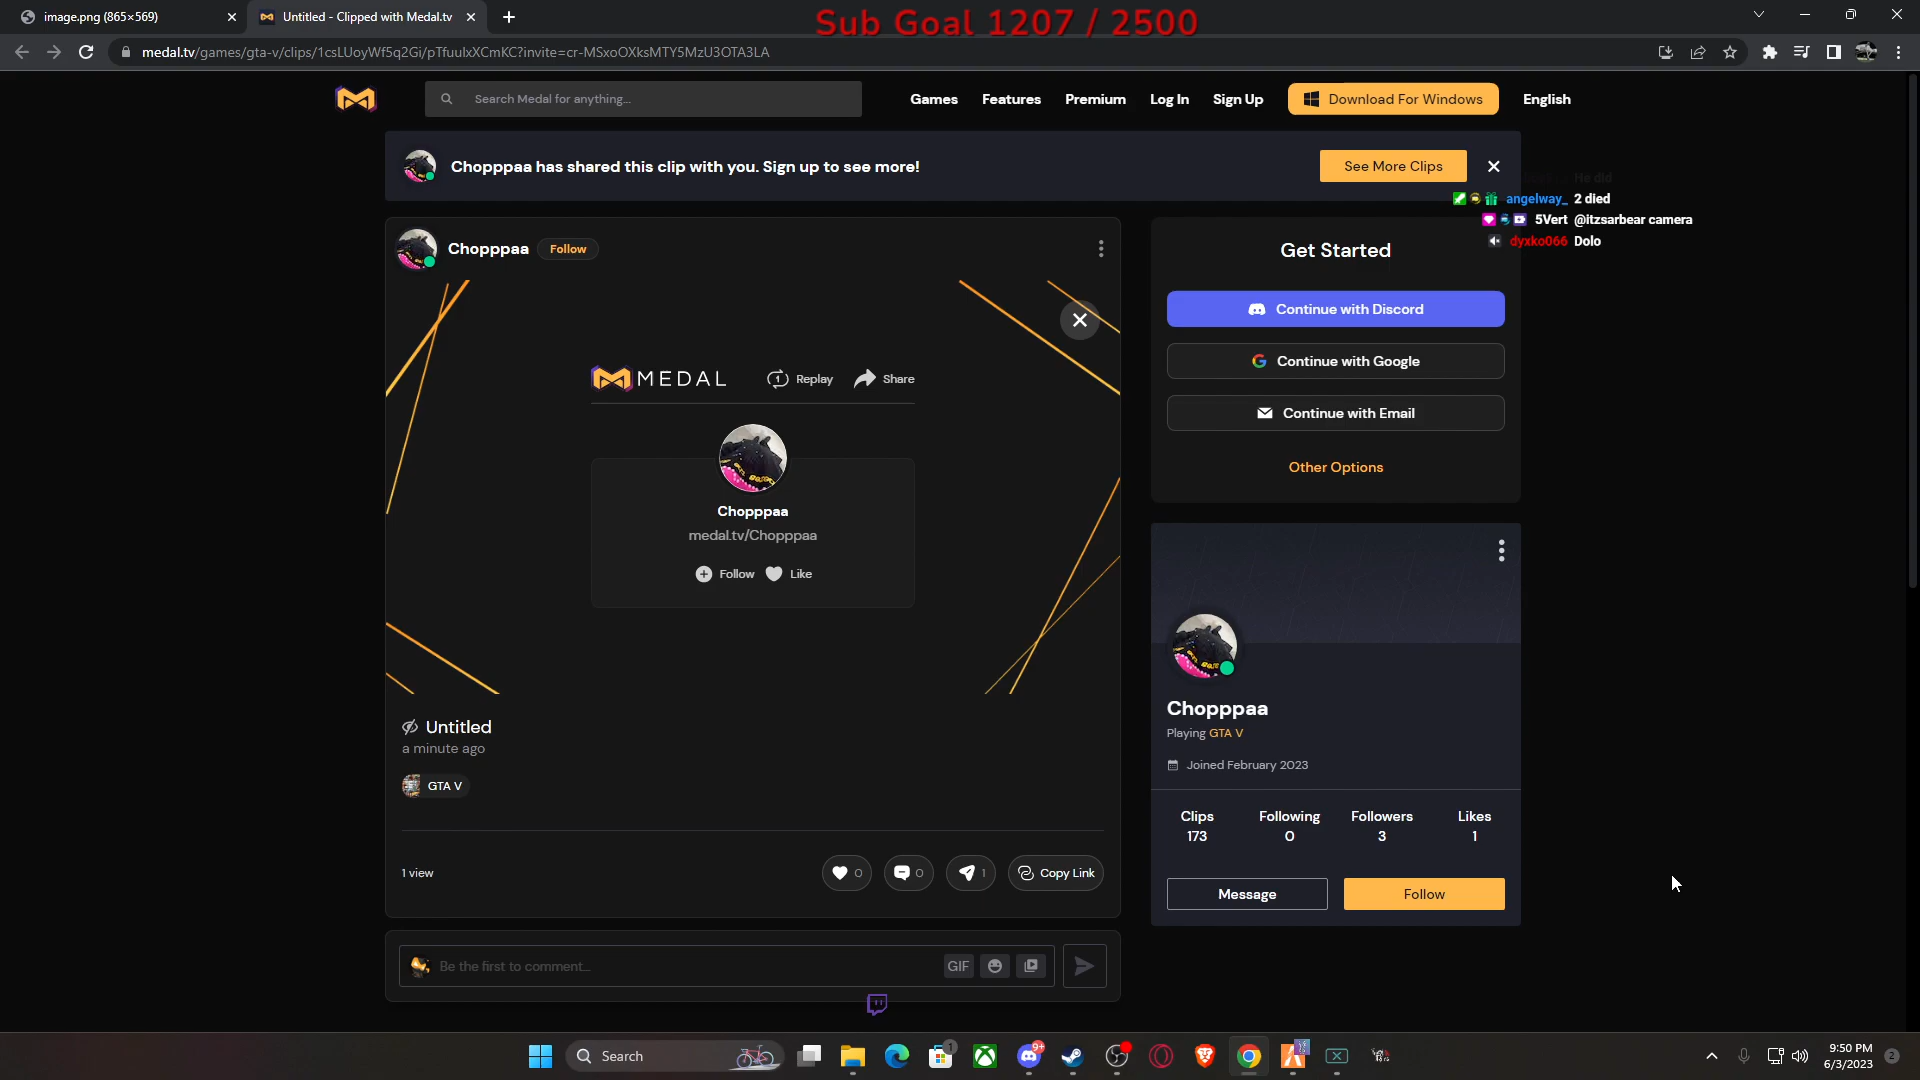 image.png (865×569)
Untitled - Clipped with Medal.tv
Sub Goal 1207 / 2500
medal.tv/games/gta-v/clips/1csLUoyWf5q2Gi/pTfuulxXCmKC?invite=cr-MSxoOXksMTY5MzU3OTA3LA
Search Medal for anything...
Games
Features
Premium
Log In
Sign Up
Download For Windows
English
Chopppaa has shared this clip with you. Sign up to see more!
See More Clips
He did
angelway_ 2 died
5Vert @itzsarbear camera
dyxko066 Dolo
Chopppaa
Follow
MEDAL
Replay
Share
Chopppaa
medal.tv/Chopppaa
Follow
Like
Untitled
a minute ago
GTA V
1 view
0
0
1
Copy Link
Be the first to comment...
GIF
Get Started
Continue with Discord
Continue with Google
Continue with Email
Other Options
Chopppaa
Playing GTA V
Joined February 2023
Clips
Following
Followers
Likes
173
0
3
1
Message
Follow
Search
1
9+
9:50 PM
6/3/2023
2